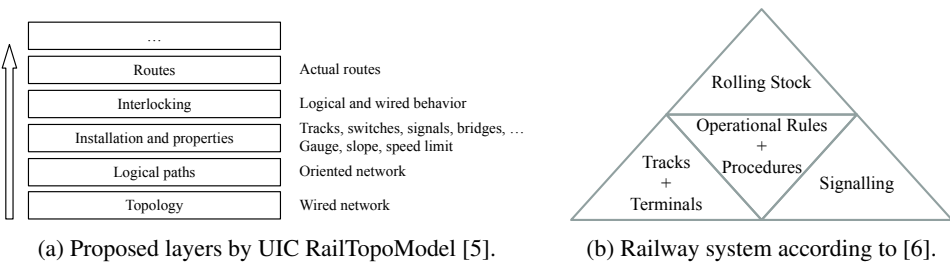 …
Routes
Actual routes
Interlocking
Logical and wired behavior
Installation and properties
Tracks, switches, signals, bridges, …
Gauge, slope, speed limit
Logical paths
Oriented network
Topology
Wired network
(a) Proposed layers by UIC RailTopoModel [5].
Rolling Stock
Operational Rules
+
Procedures
Tracks
+
Terminals
Signalling
(b) Railway system according to [6].